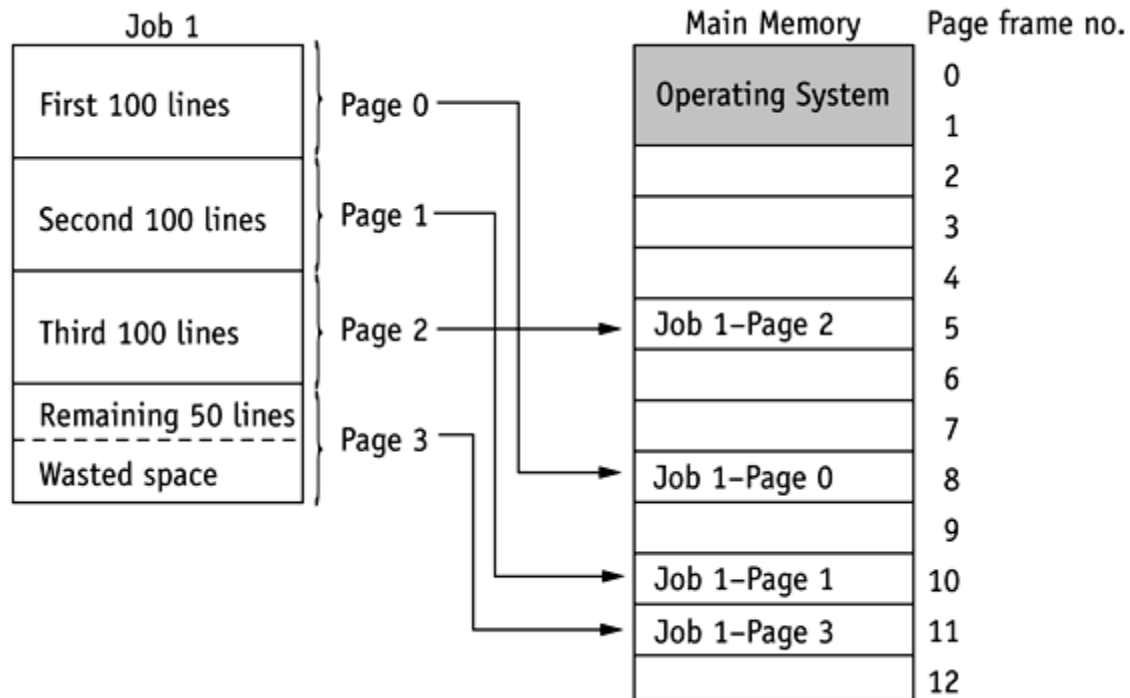 Job 1
First 100 lines
Second 100 lines
Third 100 lines
Remaining 50 lines
Wasted space
Page 0
Page 1
Page 2
Page 3
Main Memory
Operating System
Job 1–Page 2
Job 1–Page 0
Job 1–Page 1
Job 1–Page 3
Page frame no.
0
1
2
3
4
5
6
7
8
9
10
11
12